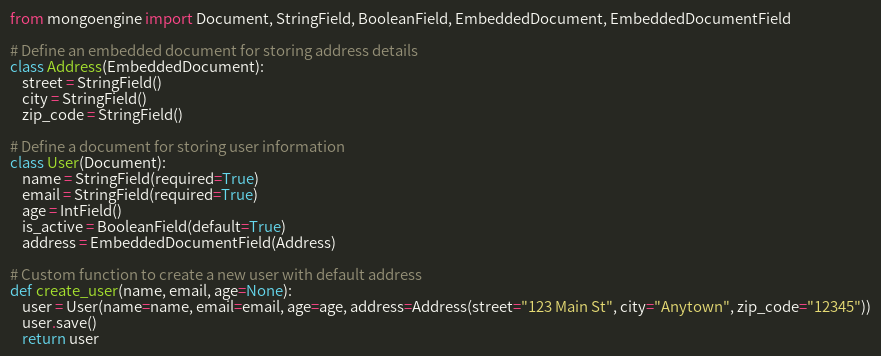 from mongoengine import Document, StringField, BooleanField, EmbeddedDocument, EmbeddedDocumentField

# Define an embedded document for storing address details
class Address(EmbeddedDocument):
    street = StringField()
    city = StringField()
    zip_code = StringField()

# Define a document for storing user information
class User(Document):
    name = StringField(required=True)
    email = StringField(required=True)
    age = IntField()
    is_active = BooleanField(default=True)
    address = EmbeddedDocumentField(Address)

# Custom function to create a new user with default address
def create_user(name, email, age=None):
    user = User(name=name, email=email, age=age, address=Address(street="123 Main St", city="Anytown", zip_code="12345"))
    user.save()
    return user